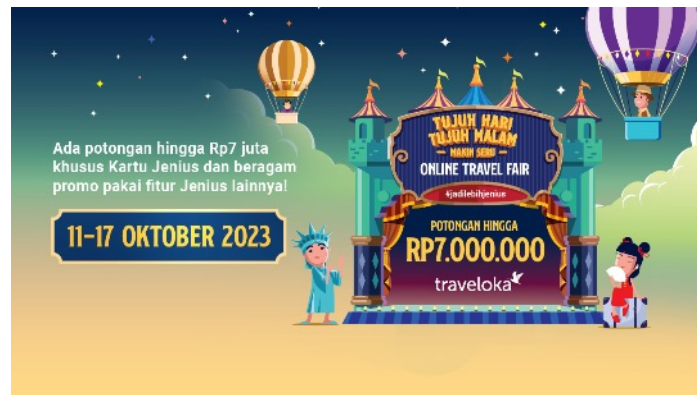 Ada potongan hingga Rp7 juta
khusus Kartu Jenius dan beragam
promo pakai fitur Jenius lainnya!
11-17 OKTOBER 2023
TUJUH HARI
TUJUH MALAM
MAKIN SERU
ONLINE TRAVEL FAIR
#jadilebihjenius
POTONGAN HINGGA
RP7.000.000
traveloka